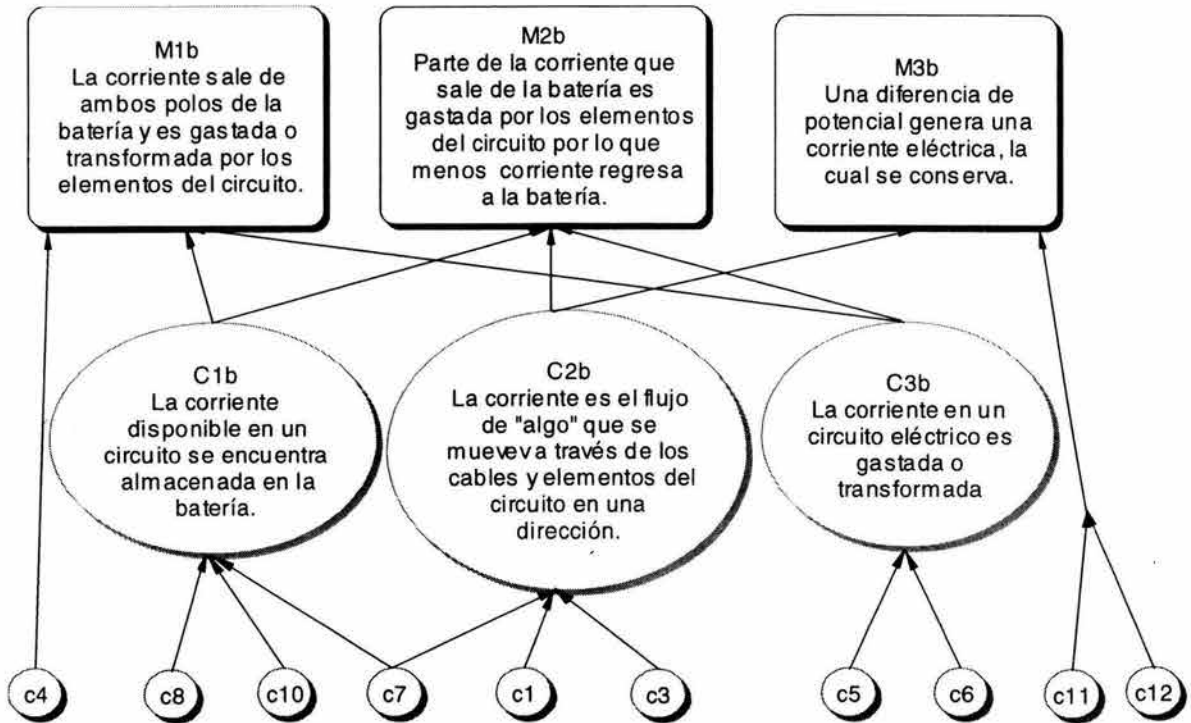 M1b
La corriente sale de
ambos polos de la
batería y es gastada o
transformada por los
elementos del circuito.
M2b
Parte de la corriente que
sale de la batería es
gastada por los elementos
del circuito por lo que
menos corriente regresa
a la batería.
M3b
Una diferencia de
potencial genera una
corriente eléctrica, la
cual se conserva.
C1b
La corriente
disponible en un
circuito se encuentra
almacenada en la
batería.
C2b
La corriente es el flujo
de "algo" que se
mueve a través de los
cables y elementos del
circuito en una
dirección.
C3b
La corriente en un
circuito eléctrico es
gastada o
transformada
c4
c8
c10
c7
c1
c3
c5
c6
c11
c12